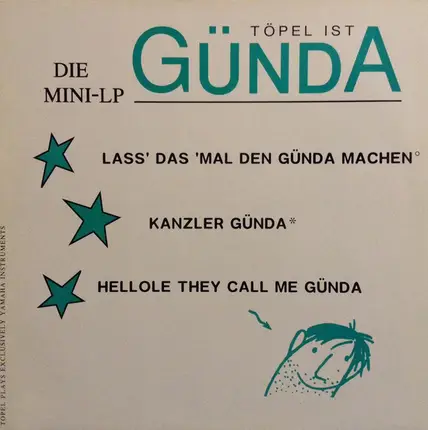 TÖPEL IST
GÜNDA
DIE
MINI-LP
LASS' DAS 'MAL DEN GÜNDA MACHEN°
KANZLER GÜNDA*
HELLOLE THEY CALL ME GÜNDA
TÖPEL PLAYS EXCLUSIVELY YAMAHA INSTRUMENTS